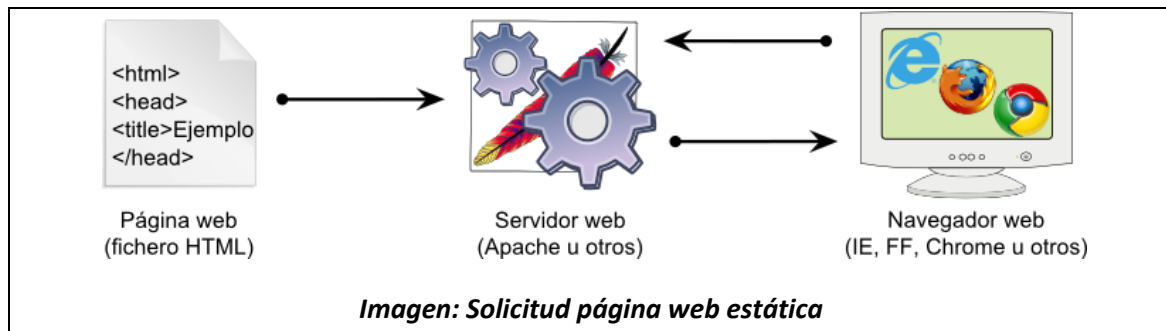 <html>
<head>
<title>Ejemplo
</head>
Página web
(fichero HTML)
Servidor web
(Apache u otros)
Navegador web
(IE, FF, Chrome u otros)
Imagen: Solicitud página web estática